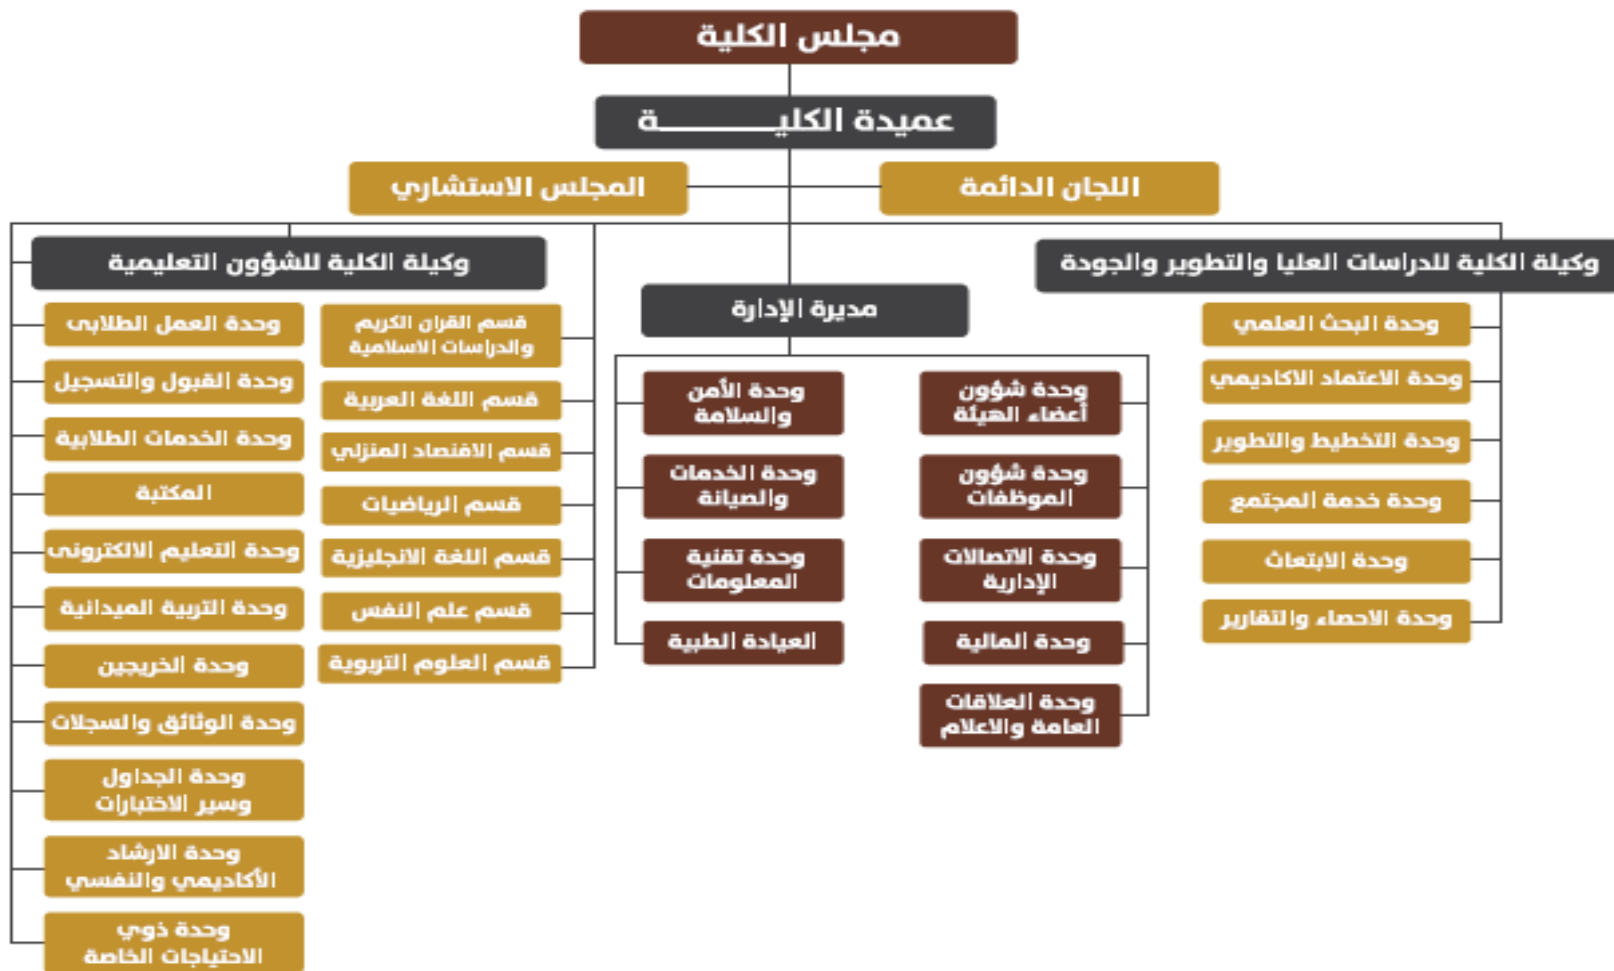 مجلس الكلية
عميدة الكليـــــــــــة
اللجان الدائمة
المجلس الاستشاري
وكيلة الكلية للدراسات العليا والتطوير والجودة
وحدة البحث العلمي
وحدة الاعتماد الاكاديمي
وحدة التخطيط والتطوير
وحدة خدمة المجتمع
وحدة الابتعاث
وحدة الاحصاء والتقارير
مديرة الإدارة
وحدة شؤون
أعضاء الهيئة
وحدة شؤون
الموظفات
وحدة الاتصالات
الإدارية
وحدة المالية
وحدة العلاقات
العامة والاعلام
وحدة الأمن
والسلامة
وحدة الخدمات
والصيانة
وحدة تقنية
المعلومات
العيادة الطبية
وكيلة الكلية للشؤون التعليمية
قسم القران الكريم
والدراسات الاسلامية
قسم اللغة العربية
قسم الاقتصاد المنزلي
قسم الرياضيات
قسم اللغة الانجليزية
قسم علم النفس
قسم العلوم التربوية
وحدة العمل الطلابى
وحدة القبول والتسجيل
وحدة الخدمات الطلابية
المكتبة
وحدة التعليم الالكترونى
وحدة التربية الميدانية
وحدة الخريجين
وحدة الوثائق والسجلات
وحدة الجداول
وسير الاختبارات
وحدة الارشاد
الأكاديمي والنفسي
وحدة ذوي
الاحتياجات الخاصة